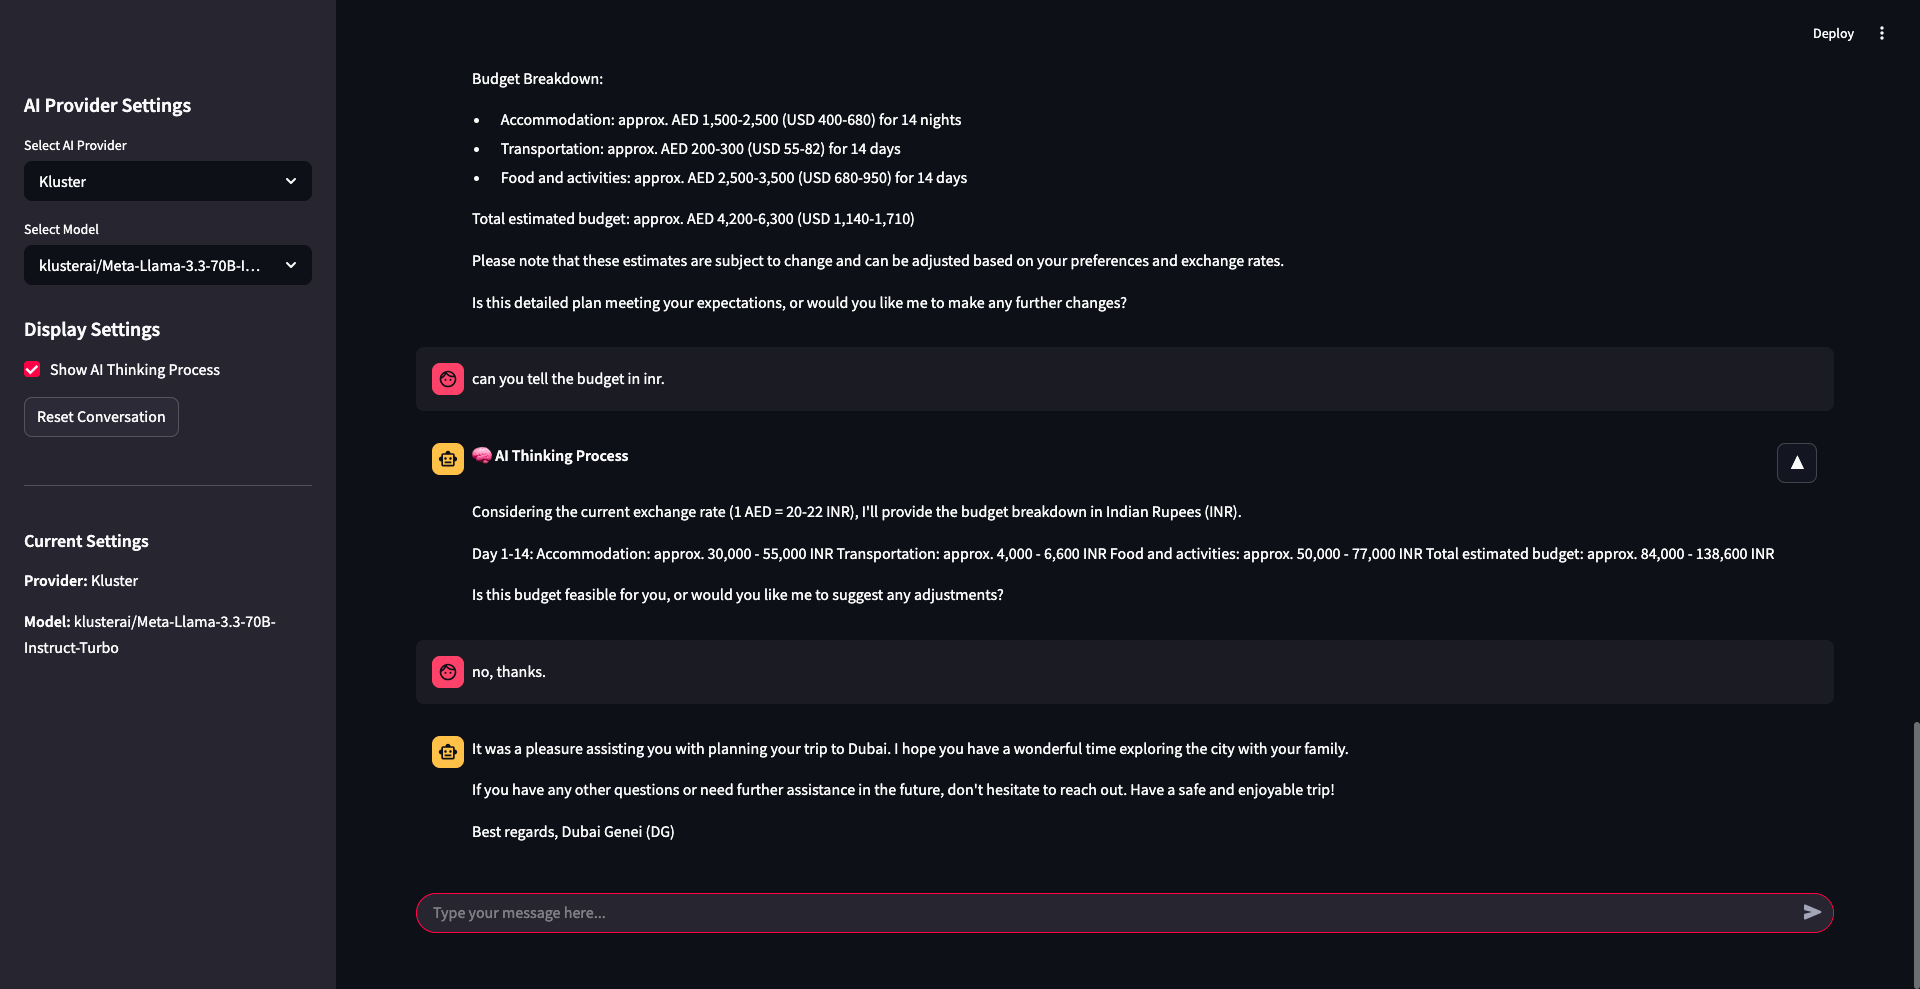 Deploy
AI Provider Settings
Select AI Provider
Kluster
Select Model
klusterai/Meta-Llama-3.3-70B-I...
Display Settings
Show AI Thinking Process
Reset Conversation
Current Settings
Provider: Kluster
Model: klusterai/Meta-Llama-3.3-70B-
Instruct-Turbo
Budget Breakdown:
• Accommodation: approx. AED 1,500-2,500 (USD 400-680) for 14 nights
• Transportation: approx. AED 200-300 (USD 55-82) for 14 days
• Food and activities: approx. AED 2,500-3,500 (USD 680-950) for 14 days
Total estimated budget: approx. AED 4,200-6,300 (USD 1,140-1,710)
Please note that these estimates are subject to change and can be adjusted based on your preferences and exchange rates.
Is this detailed plan meeting your expectations, or would you like me to make any further changes?
can you tell the budget in inr.
🧠 AI Thinking Process
Considering the current exchange rate (1 AED = 20-22 INR), I'll provide the budget breakdown in Indian Rupees (INR).
Day 1-14: Accommodation: approx. 30,000 - 55,000 INR Transportation: approx. 4,000 - 6,600 INR Food and activities: approx. 50,000 - 77,000 INR Total estimated budget: approx. 84,000 - 138,600 INR
Is this budget feasible for you, or would you like me to suggest any adjustments?
no, thanks.
It was a pleasure assisting you with planning your trip to Dubai. I hope you have a wonderful time exploring the city with your family.
If you have any other questions or need further assistance in the future, don't hesitate to reach out. Have a safe and enjoyable trip!
Best regards, Dubai Genei (DG)
Type your message here...